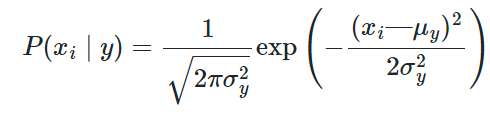 P(x_i | y) = \frac{1}{\sqrt{2\pi\sigma_y^2}} \exp\left(-\frac{(x_i—\mu_y)^2}{2\sigma_y^2}\right)